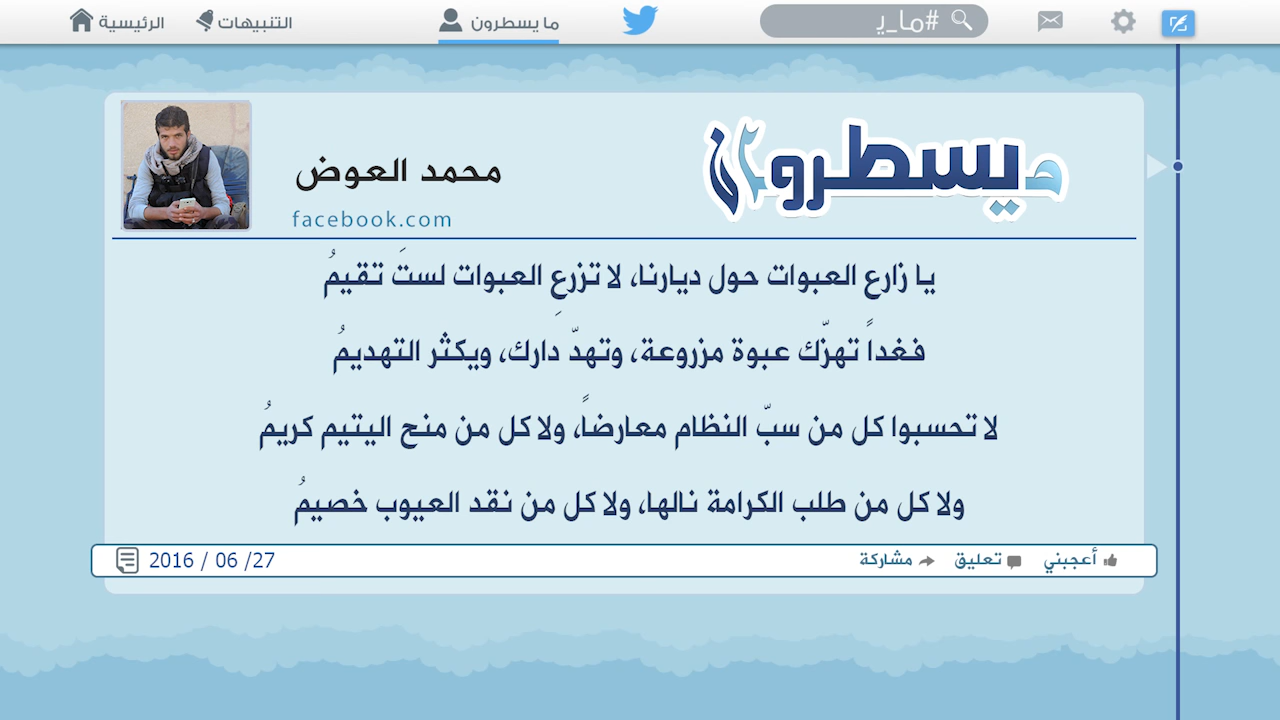 الرئيسية التنبيهات ما يسطرون #ما_ي
ما يسطرون
محمد العوض
facebook.com
يا زارع العبوات حول ديارنا، لا تزرعِ العبوات لستَ تقيمُ
فغداً تهزّك عبوة مزروعة، وتهدّ دارك، ويكثر التهديمُ
لا تحسبوا كل من سبّ النظام معارضاً، ولا كل من منح اليتيم كريمُ
ولا كل من طلب الكرامة نالها، ولا كل من نقد العيوب خصيمُ
أعجبني تعليق مشاركة 2016 / 06 /27